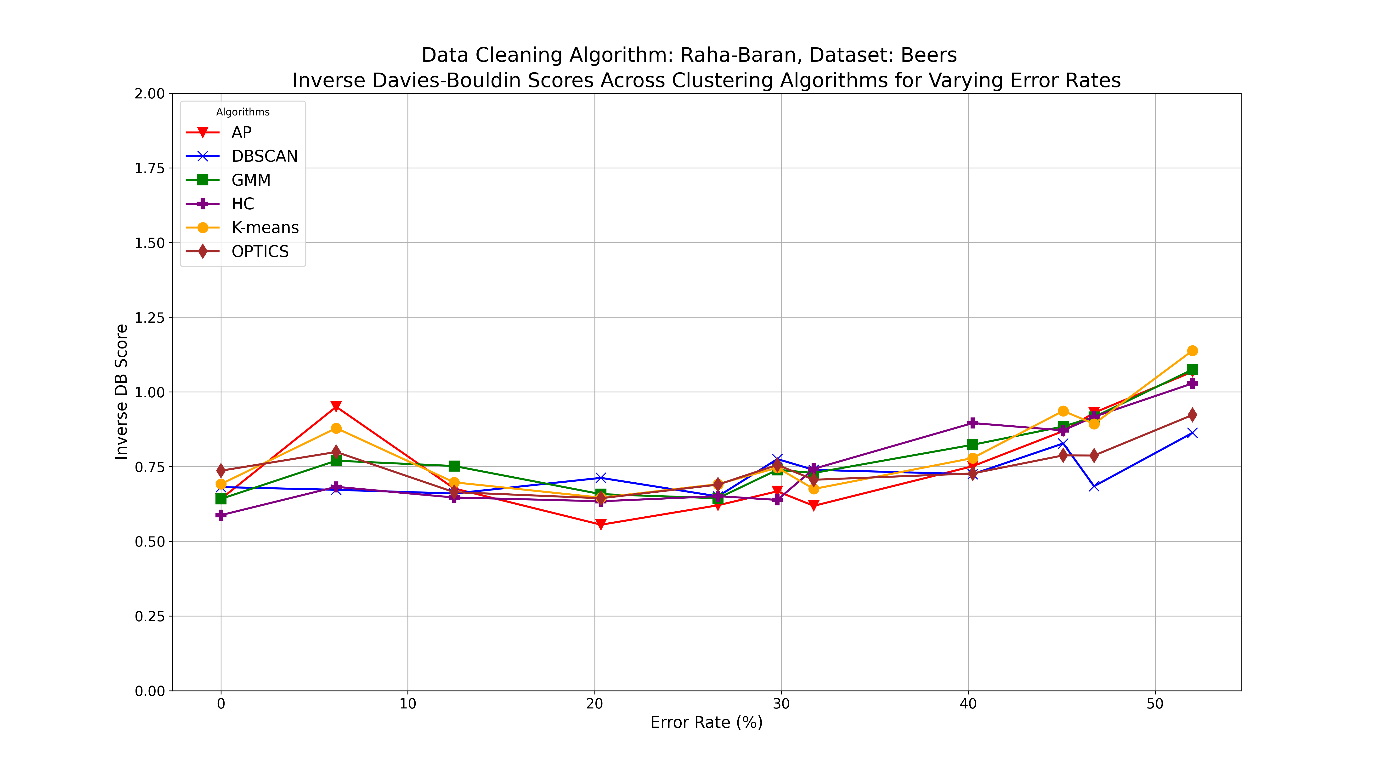 Data Cleaning Algorithm: Raha-Baran, Dataset: Beers
Inverse Davies-Bouldin Scores Across Clustering Algorithms for Varying Error Rates
Algorithms
AP
DBSCAN
GMM
HC
K-means
OPTICS
Inverse DB Score
2.00
1.75
1.50
1.25
1.00
0.75
0.50
0.25
0.00
0 10 20 30 40 50
Error Rate (%)